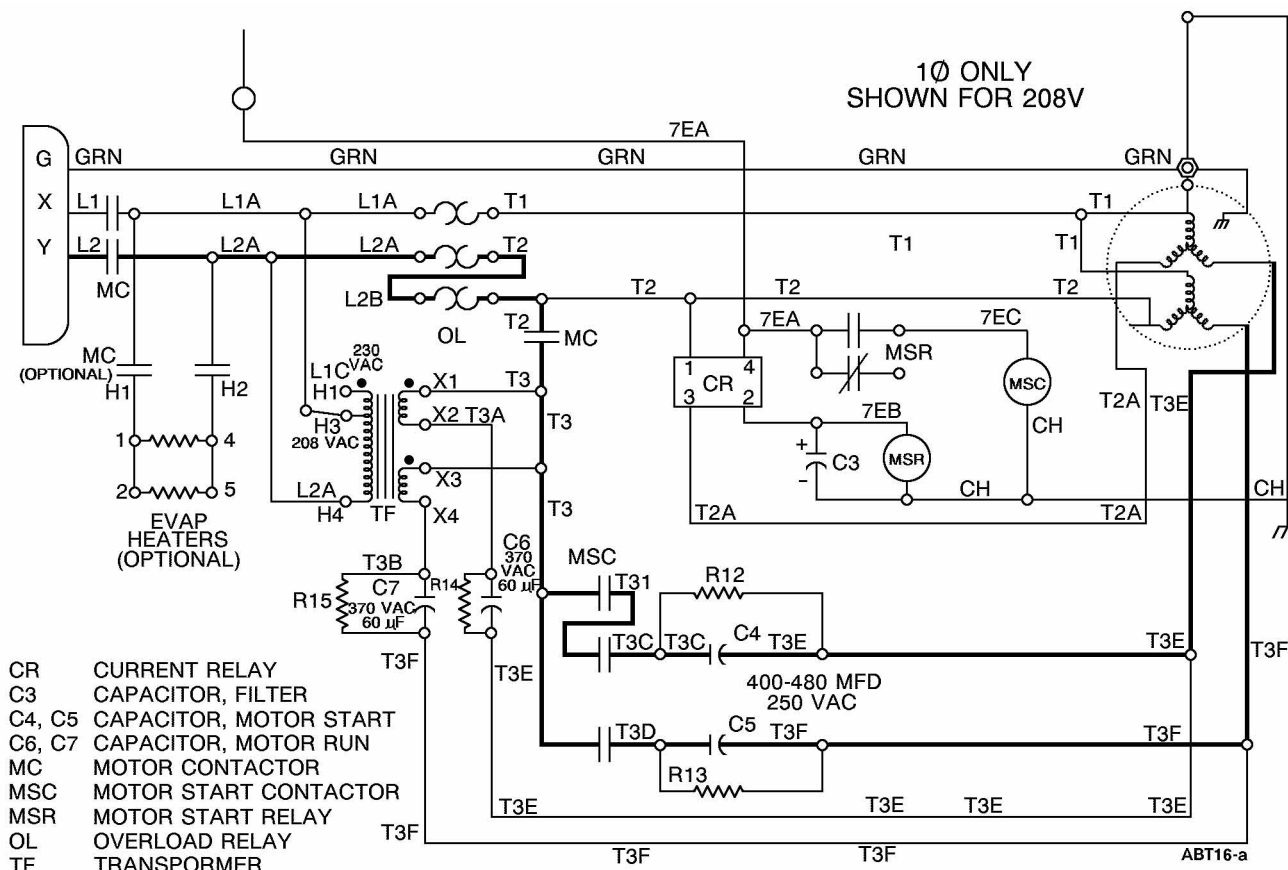 1Ø ONLY
SHOWN FOR 208V
7EA
G GRN GRN GRN GRN
X L1 L1A L1A T1 T1
T1 T1
Y L2 L2A L2A T2
MC
L2B T2 T2 T2
OL
T2
MC
7EA 7EC
MSR
MC
(OPTIONAL)
H1
H2
230
VAC
L1C
H1
X1 T3
X2 T3A
H3
208 VAC
T3
1 4
3 2
CR
MSC
T2A T3E
7EB
CH
1 4
2 5
EVAP
HEATERS
(OPTIONAL)
L2A
H4
TF
X3
X4
T3
+
-
C3
MSR
CH CH
T2A T2A
T3B
C7
370 VAC
60 µF
R15
R14
C6
370
VAC
60 µF
MSC
T31
R12
T3C T3C C4 T3E T3E
T3F
T3F T3E
400-480 MFD
250 VAC
T3D C5 T3F T3F
R13
T3E T3E T3E T3E
T3F
T3F T3F
CR CURRENT RELAY
C3 CAPACITOR, FILTER
C4, C5 CAPACITOR, MOTOR START
C6, C7 CAPACITOR, MOTOR RUN
MC MOTOR CONTACTOR
MSC MOTOR START CONTACTOR
MSR MOTOR START RELAY
OL OVERLOAD RELAY
TF TRANSPORMER
ABT16-a